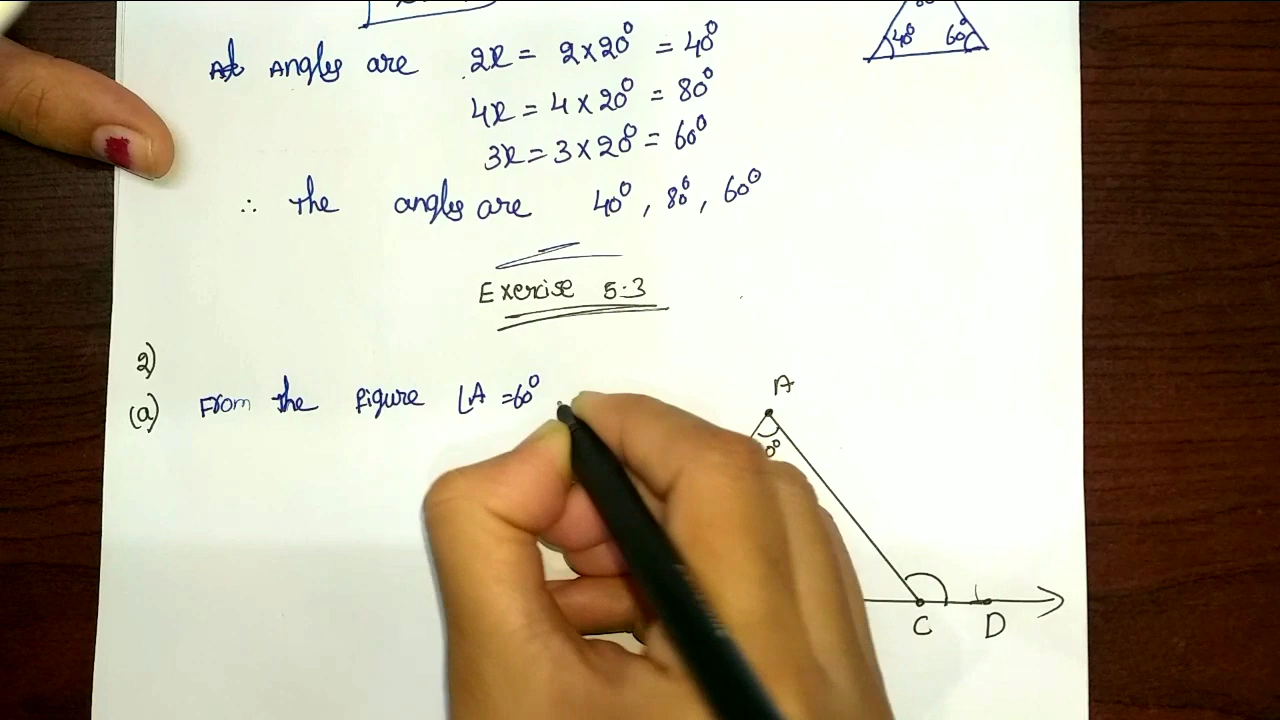 40° 60°
Angles are 2x = 2 × 20° = 40°
4x = 4 × 20° = 80°
3x = 3 × 20° = 60°
∴ the angles are 40°, 80°, 60°
Exercise 5.3
2)
(a) From the figure ∠A = 60°
A
C D